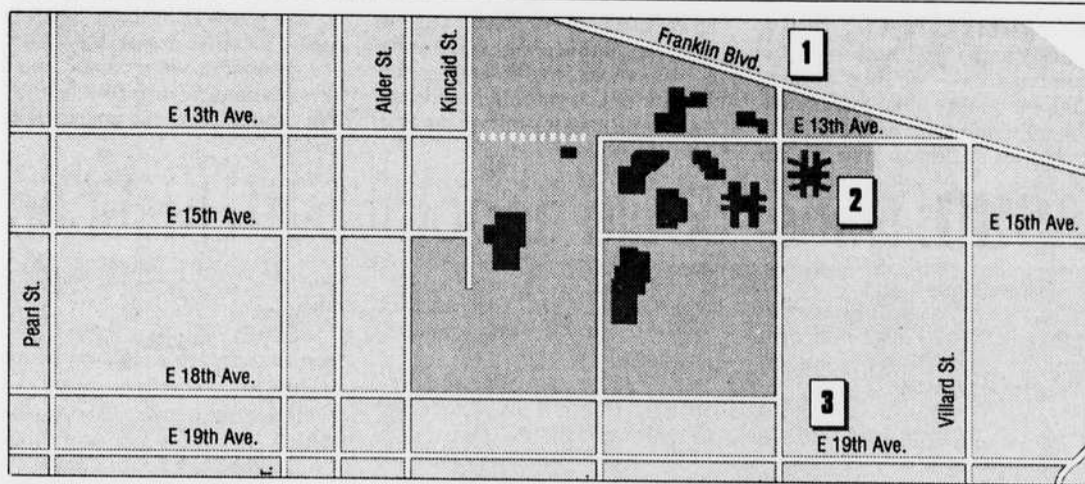 Franklin Blvd.
1
Alder St.
Kincaid St.
E 13th Ave.
E 13th Ave.
2
E 15th Ave.
E 15th Ave.
Pearl St.
Villard St.
E 18th Ave.
3
E 19th Ave.
E 19th Ave.